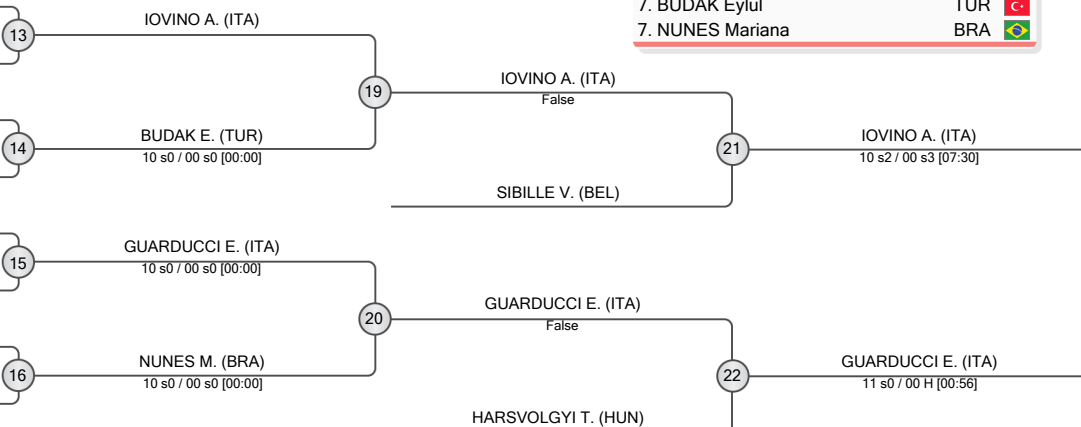 7. BUDAK Eylul TUR
7. NUNES Mariana BRA
IOVINO A. (ITA)
13
19
IOVINO A. (ITA)
False
BUDAK E. (TUR)
14
10 s0 / 00 s0 [00:00]
21
IOVINO A. (ITA)
10 s2 / 00 s3 [07:30]
SIBILLE V. (BEL)
GUARDUCCI E. (ITA)
15
10 s0 / 00 s0 [00:00]
20
GUARDUCCI E. (ITA)
False
NUNES M. (BRA)
16
10 s0 / 00 s0 [00:00]
22
GUARDUCCI E. (ITA)
11 s0 / 00 H [00:56]
HARSVOLGYI T. (HUN)